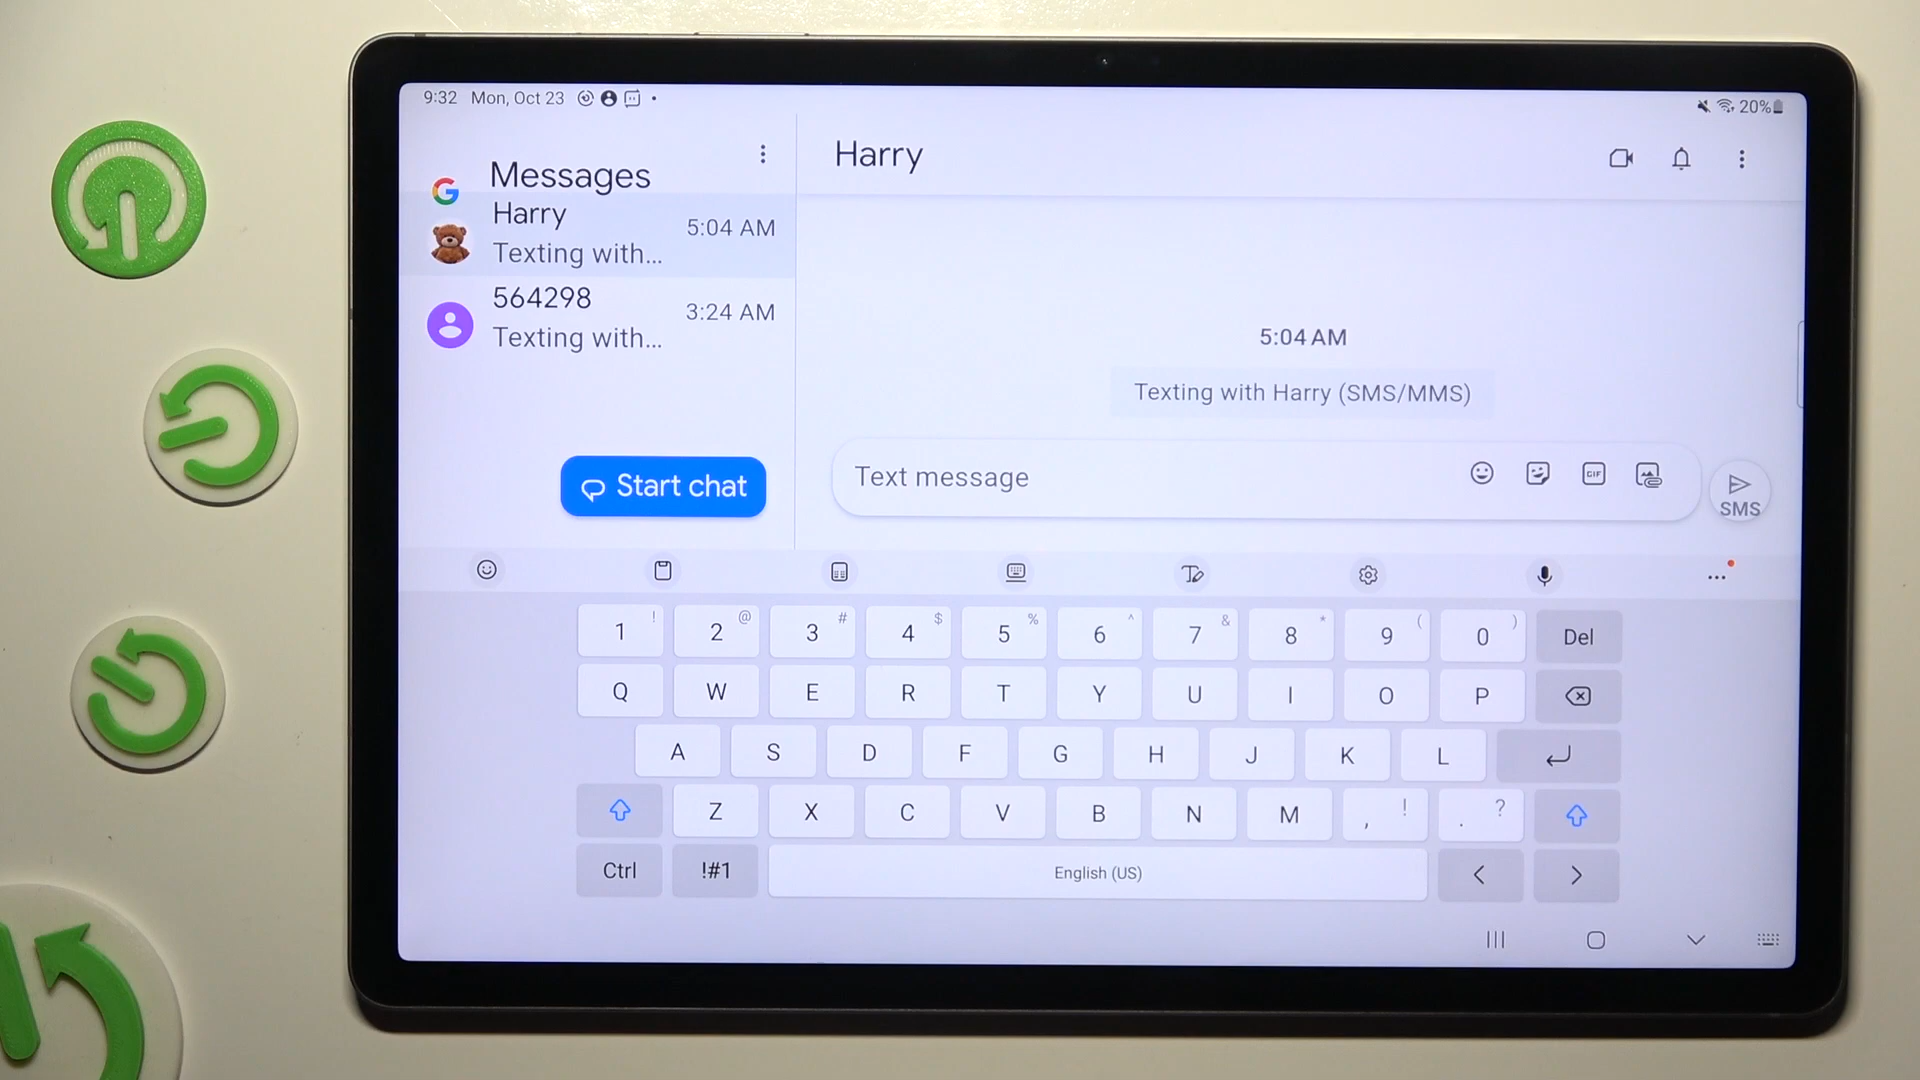 9:32 Mon, Oct 23
20%
Messages
Harry
5:04 AM
Texting with...
564298
3:24 AM
Texting with...
Start chat
Harry
5:04 AM
Texting with Harry (SMS/MMS)
Text message
GIF
SMS
1 ! 2 @ 3 # 4 $ 5 % 6 ^ 7 & 8 * 9 ( 0 ) Del
Q W E R T Y U I O P
A S D F G H J K L
Z X C V B N M , ! . ?
Ctrl !#1 English (US) < >